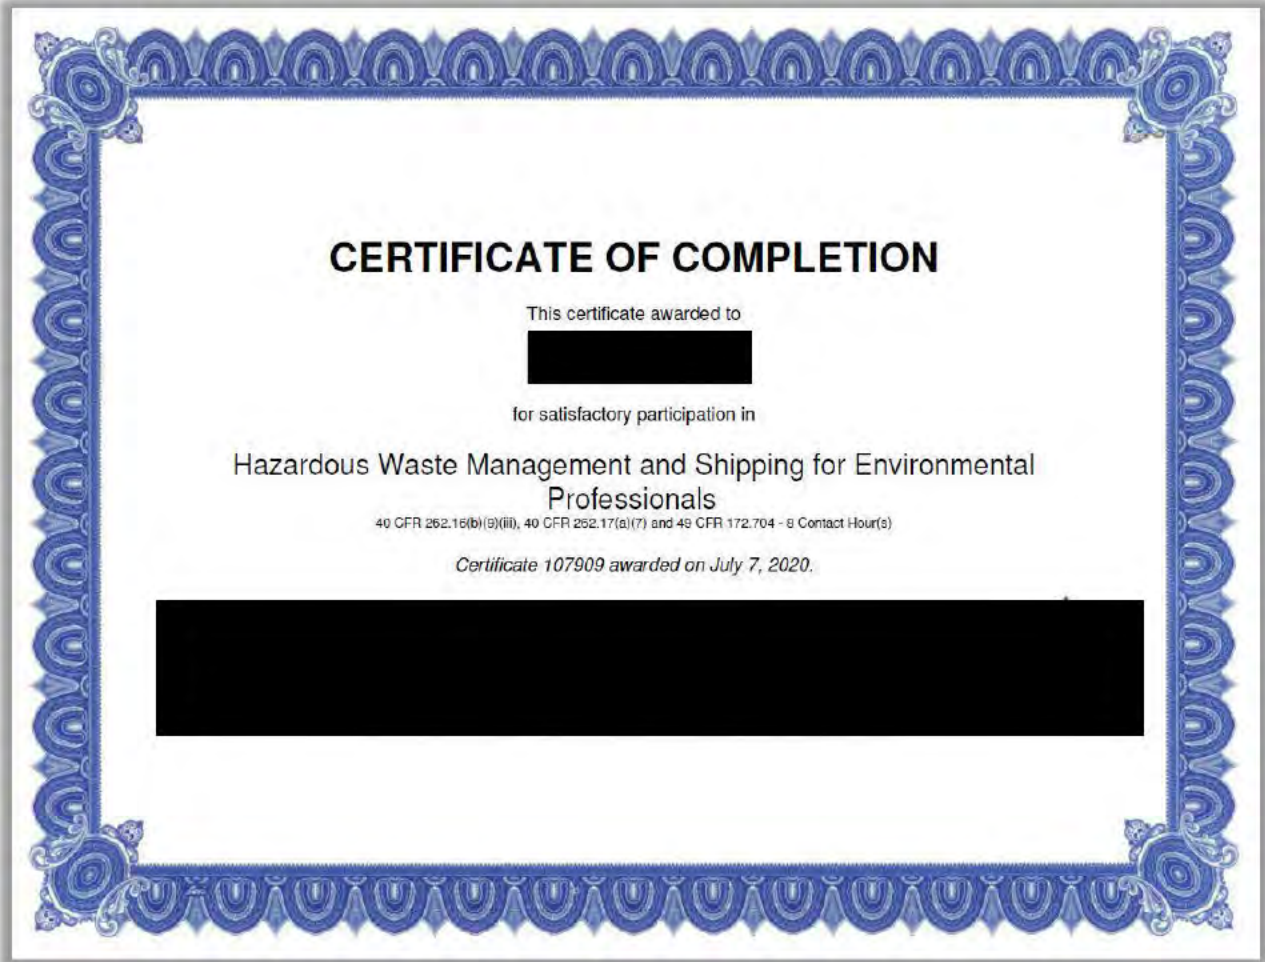 CERTIFICATE OF COMPLETION
This certificate awarded to
for satisfactory participation in
Hazardous Waste Management and Shipping for Environmental
Professionals
40 CFR 262.16(b)(9)(iii), 40 CFR 262.17(a)(7) and 49 CFR 172.704 - 8 Contact Hour(s)
Certificate 107909 awarded on July 7, 2020.